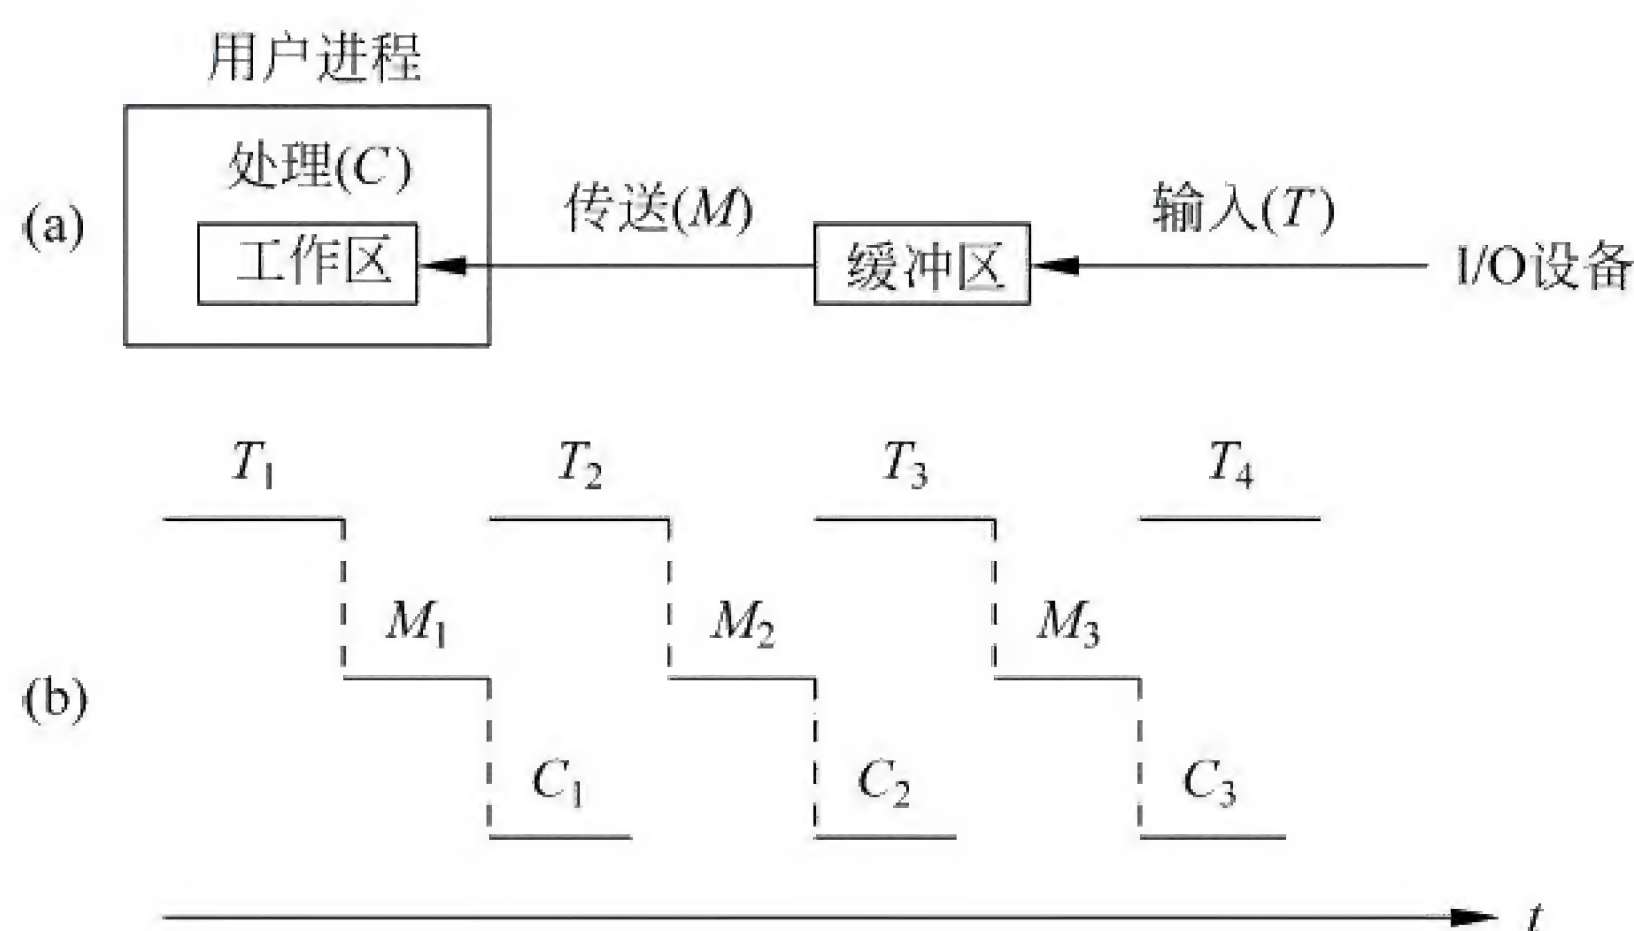 用户进程
处理(C)
(a)
工作区
传送(M)
缓冲区
输入(T)
I/O设备
T1 T2 T3 T4
M1 M2 M3
(b)
C1 C2 C3
t